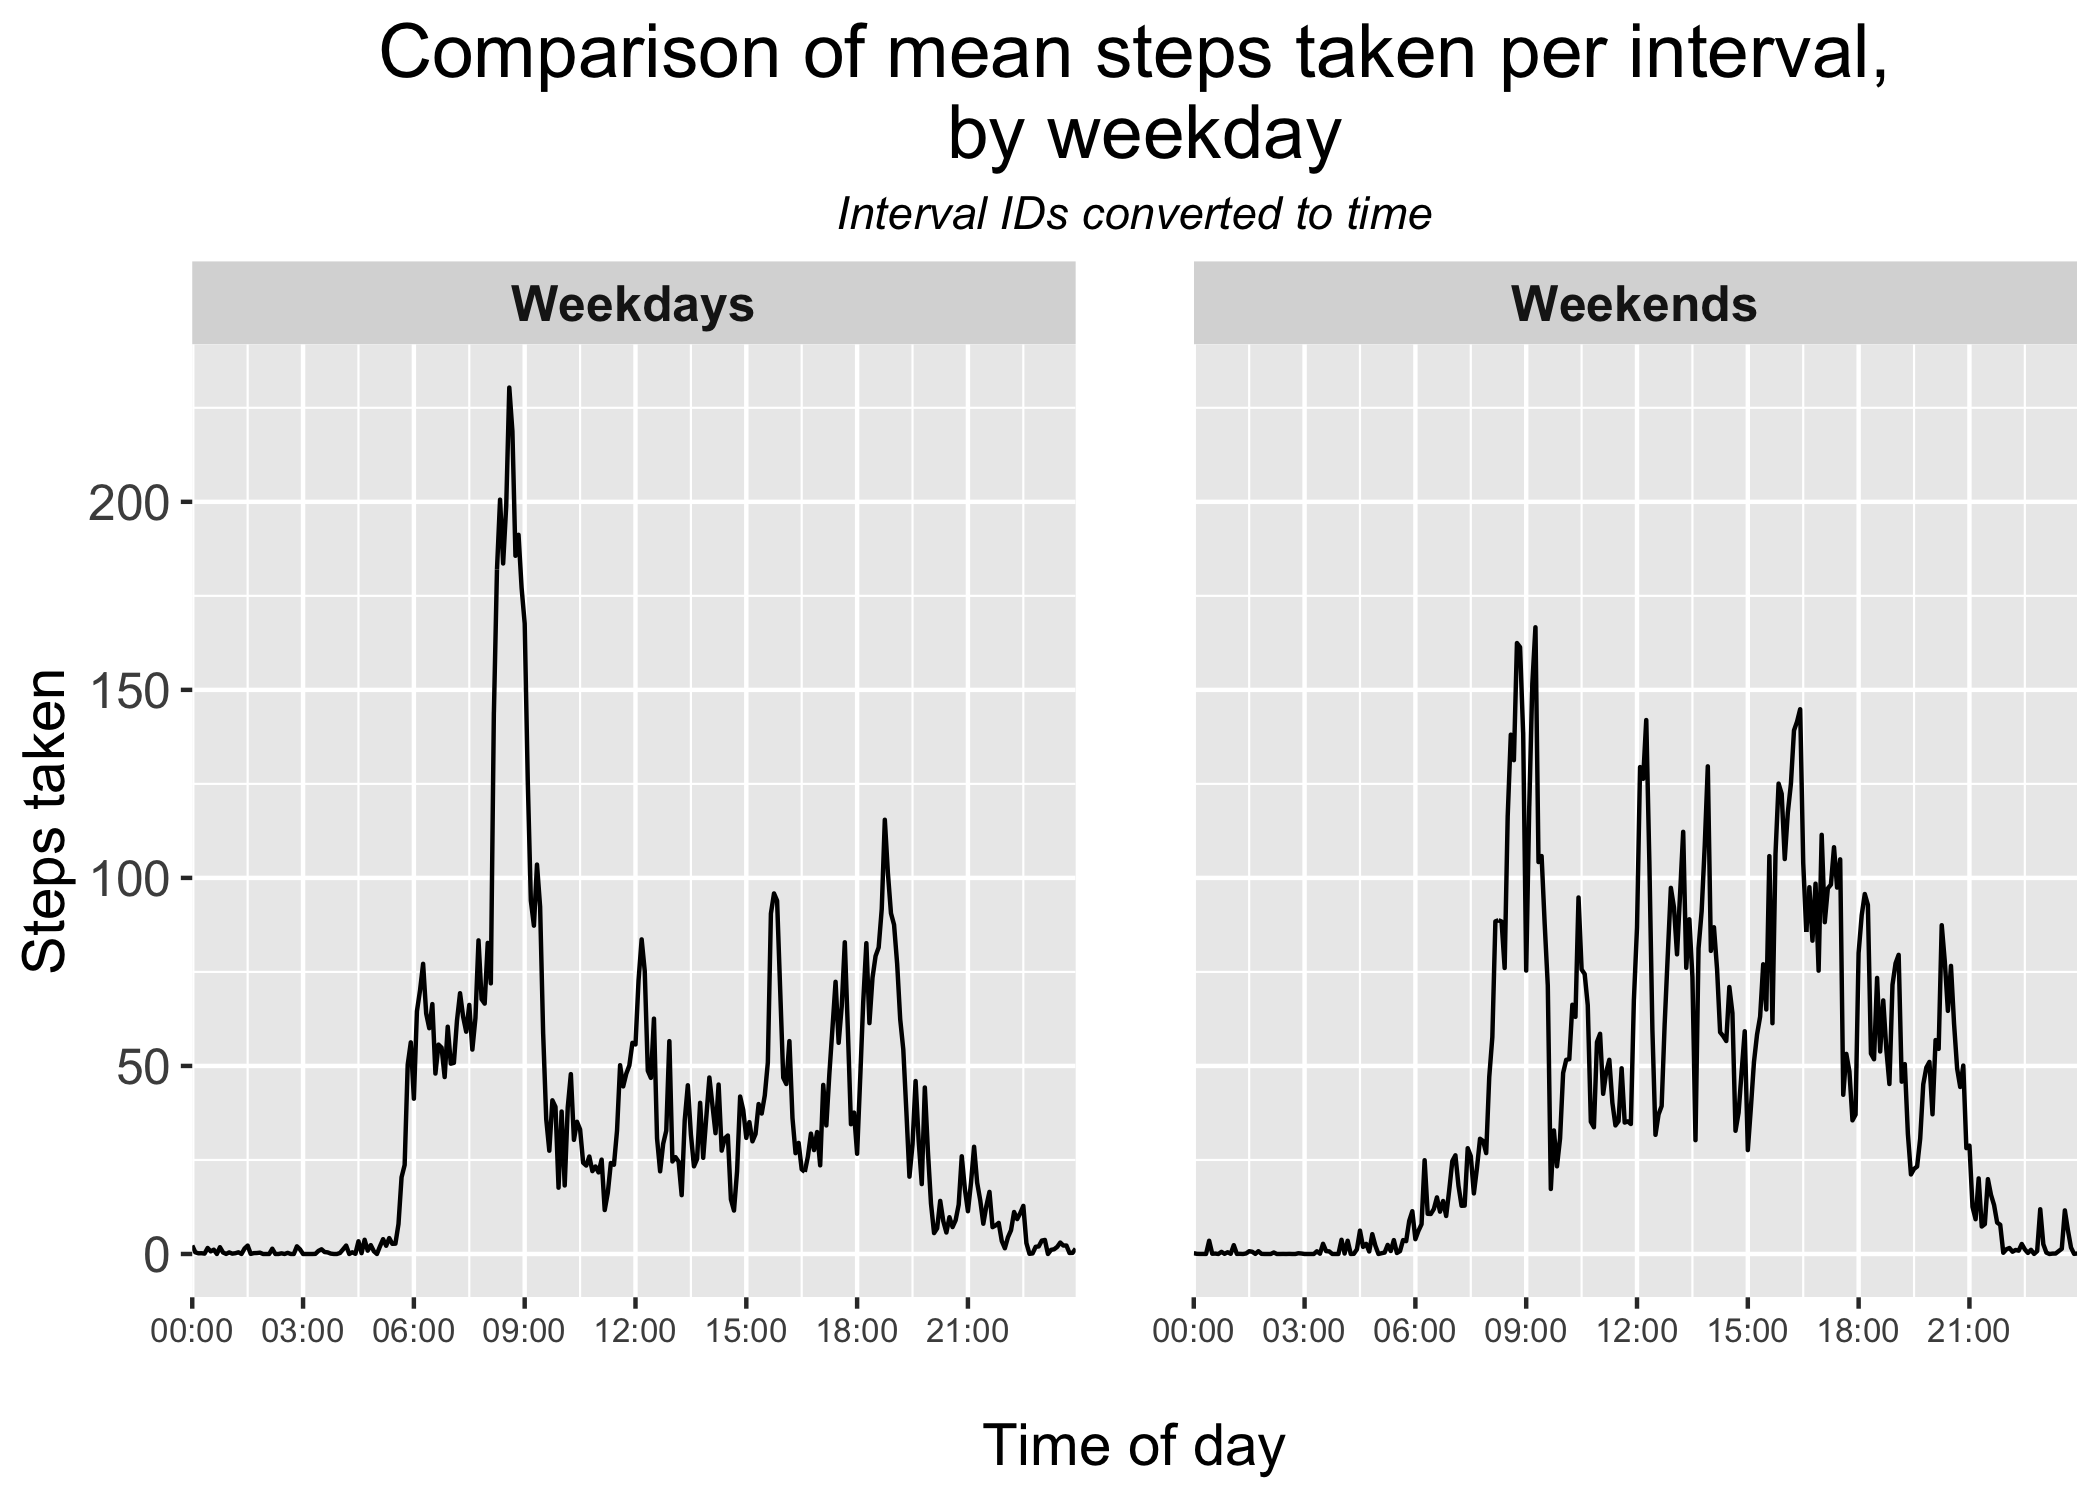 Comparison of mean steps taken per interval,
by weekday
Interval IDs converted to time
Weekdays
Weekends
Steps taken
200
150
100
50
0
00:00 03:00 06:00 09:00 12:00 15:00 18:00 21:00
00:00 03:00 06:00 09:00 12:00 15:00 18:00 21:00
Time of day